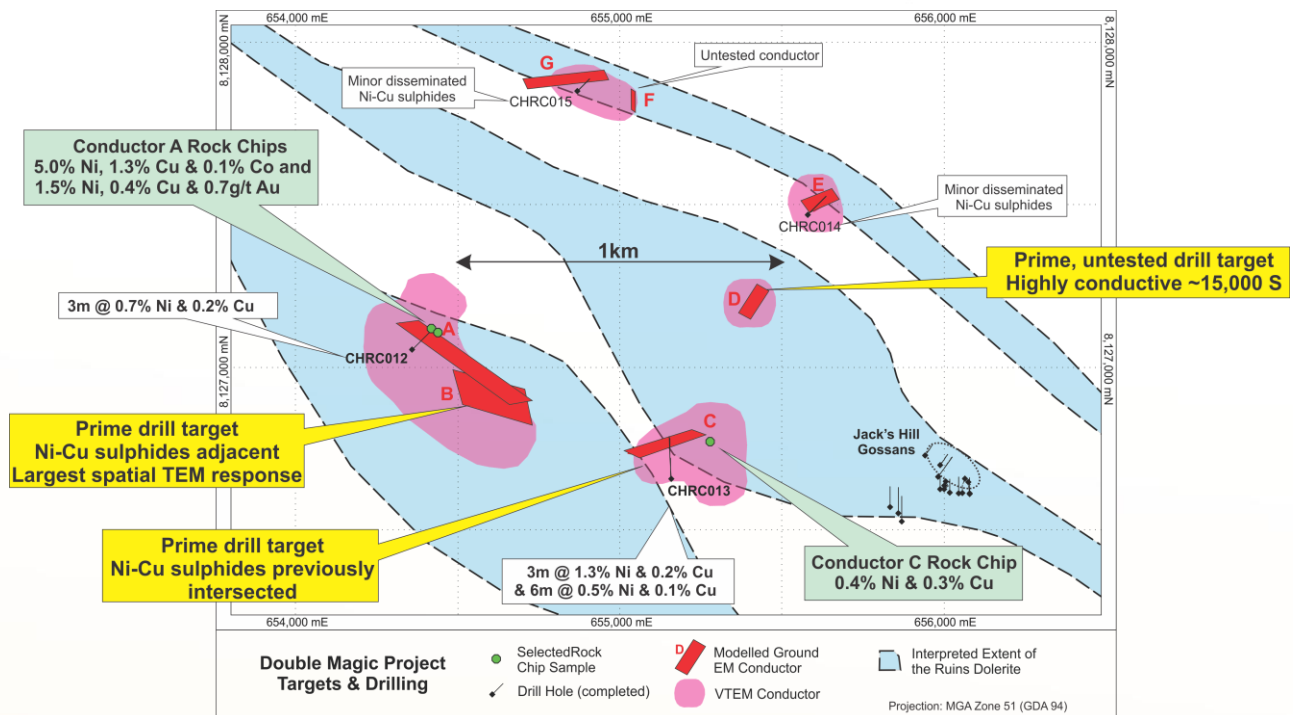 654,000 mE
655,000 mE
656,000 mE
8,128,000 mN
8,128,000 mN
G
Untested conductor
Minor disseminated
Ni-Cu sulphides
CHRC015
F
Conductor A Rock Chips
5.0% Ni, 1.3% Cu & 0.1% Co and
1.5% Ni, 0.4% Cu & 0.7g/t Au
E
Minor disseminated
Ni-Cu sulphides
CHRC014
1km
Prime, untested drill target
Highly conductive ~15,000 S
D
3m @ 0.7% Ni & 0.2% Cu
A
CHRC012
8,127,000 mN
8,127,000 mN
B
Prime drill target
Ni-Cu sulphides adjacent
Largest spatial TEM response
C
Jack's Hill
Gossans
CHRC013
Prime drill target
Ni-Cu sulphides previously
intersected
3m @ 1.3% Ni & 0.2% Cu
& 6m @ 0.5% Ni & 0.1% Cu
Conductor C Rock Chip
0.4% Ni & 0.3% Cu
654,000 mE
655,000 mE
656,000 mE
Double Magic Project
Targets & Drilling
SelectedRock
Chip Sample
Drill Hole (completed)
D
Modelled Ground
EM Conductor
VTEM Conductor
Interpreted Extent of
the Ruins Dolerite
Projection: MGA Zone 51 (GDA 94)